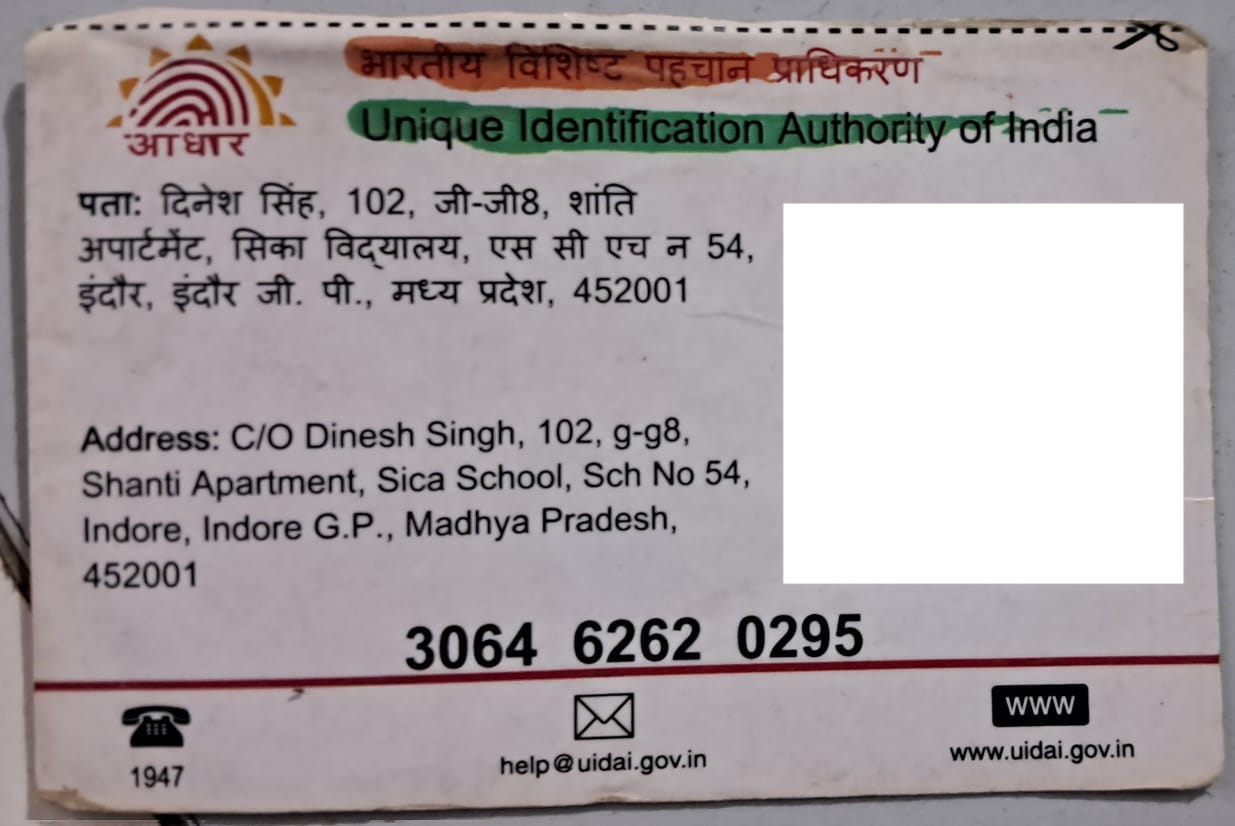 भारतीय विशिष्ट पहचान प्राधिकरण
Unique Identification Authority of India
आधार
पता: दिनेश सिंह, 102, जी-जी8, शांति
अपार्टमेंट, सिका विद्यालय, एस सी एच न 54,
इंदौर, इंदौर जी. पी., मध्य प्रदेश, 452001
Address: C/O Dinesh Singh, 102, g-g8,
Shanti Apartment, Sica School, Sch No 54,
Indore, Indore G.P., Madhya Pradesh,
452001
3064 6262 0295
1947
help@uidai.gov.in
www
www.uidai.gov.in